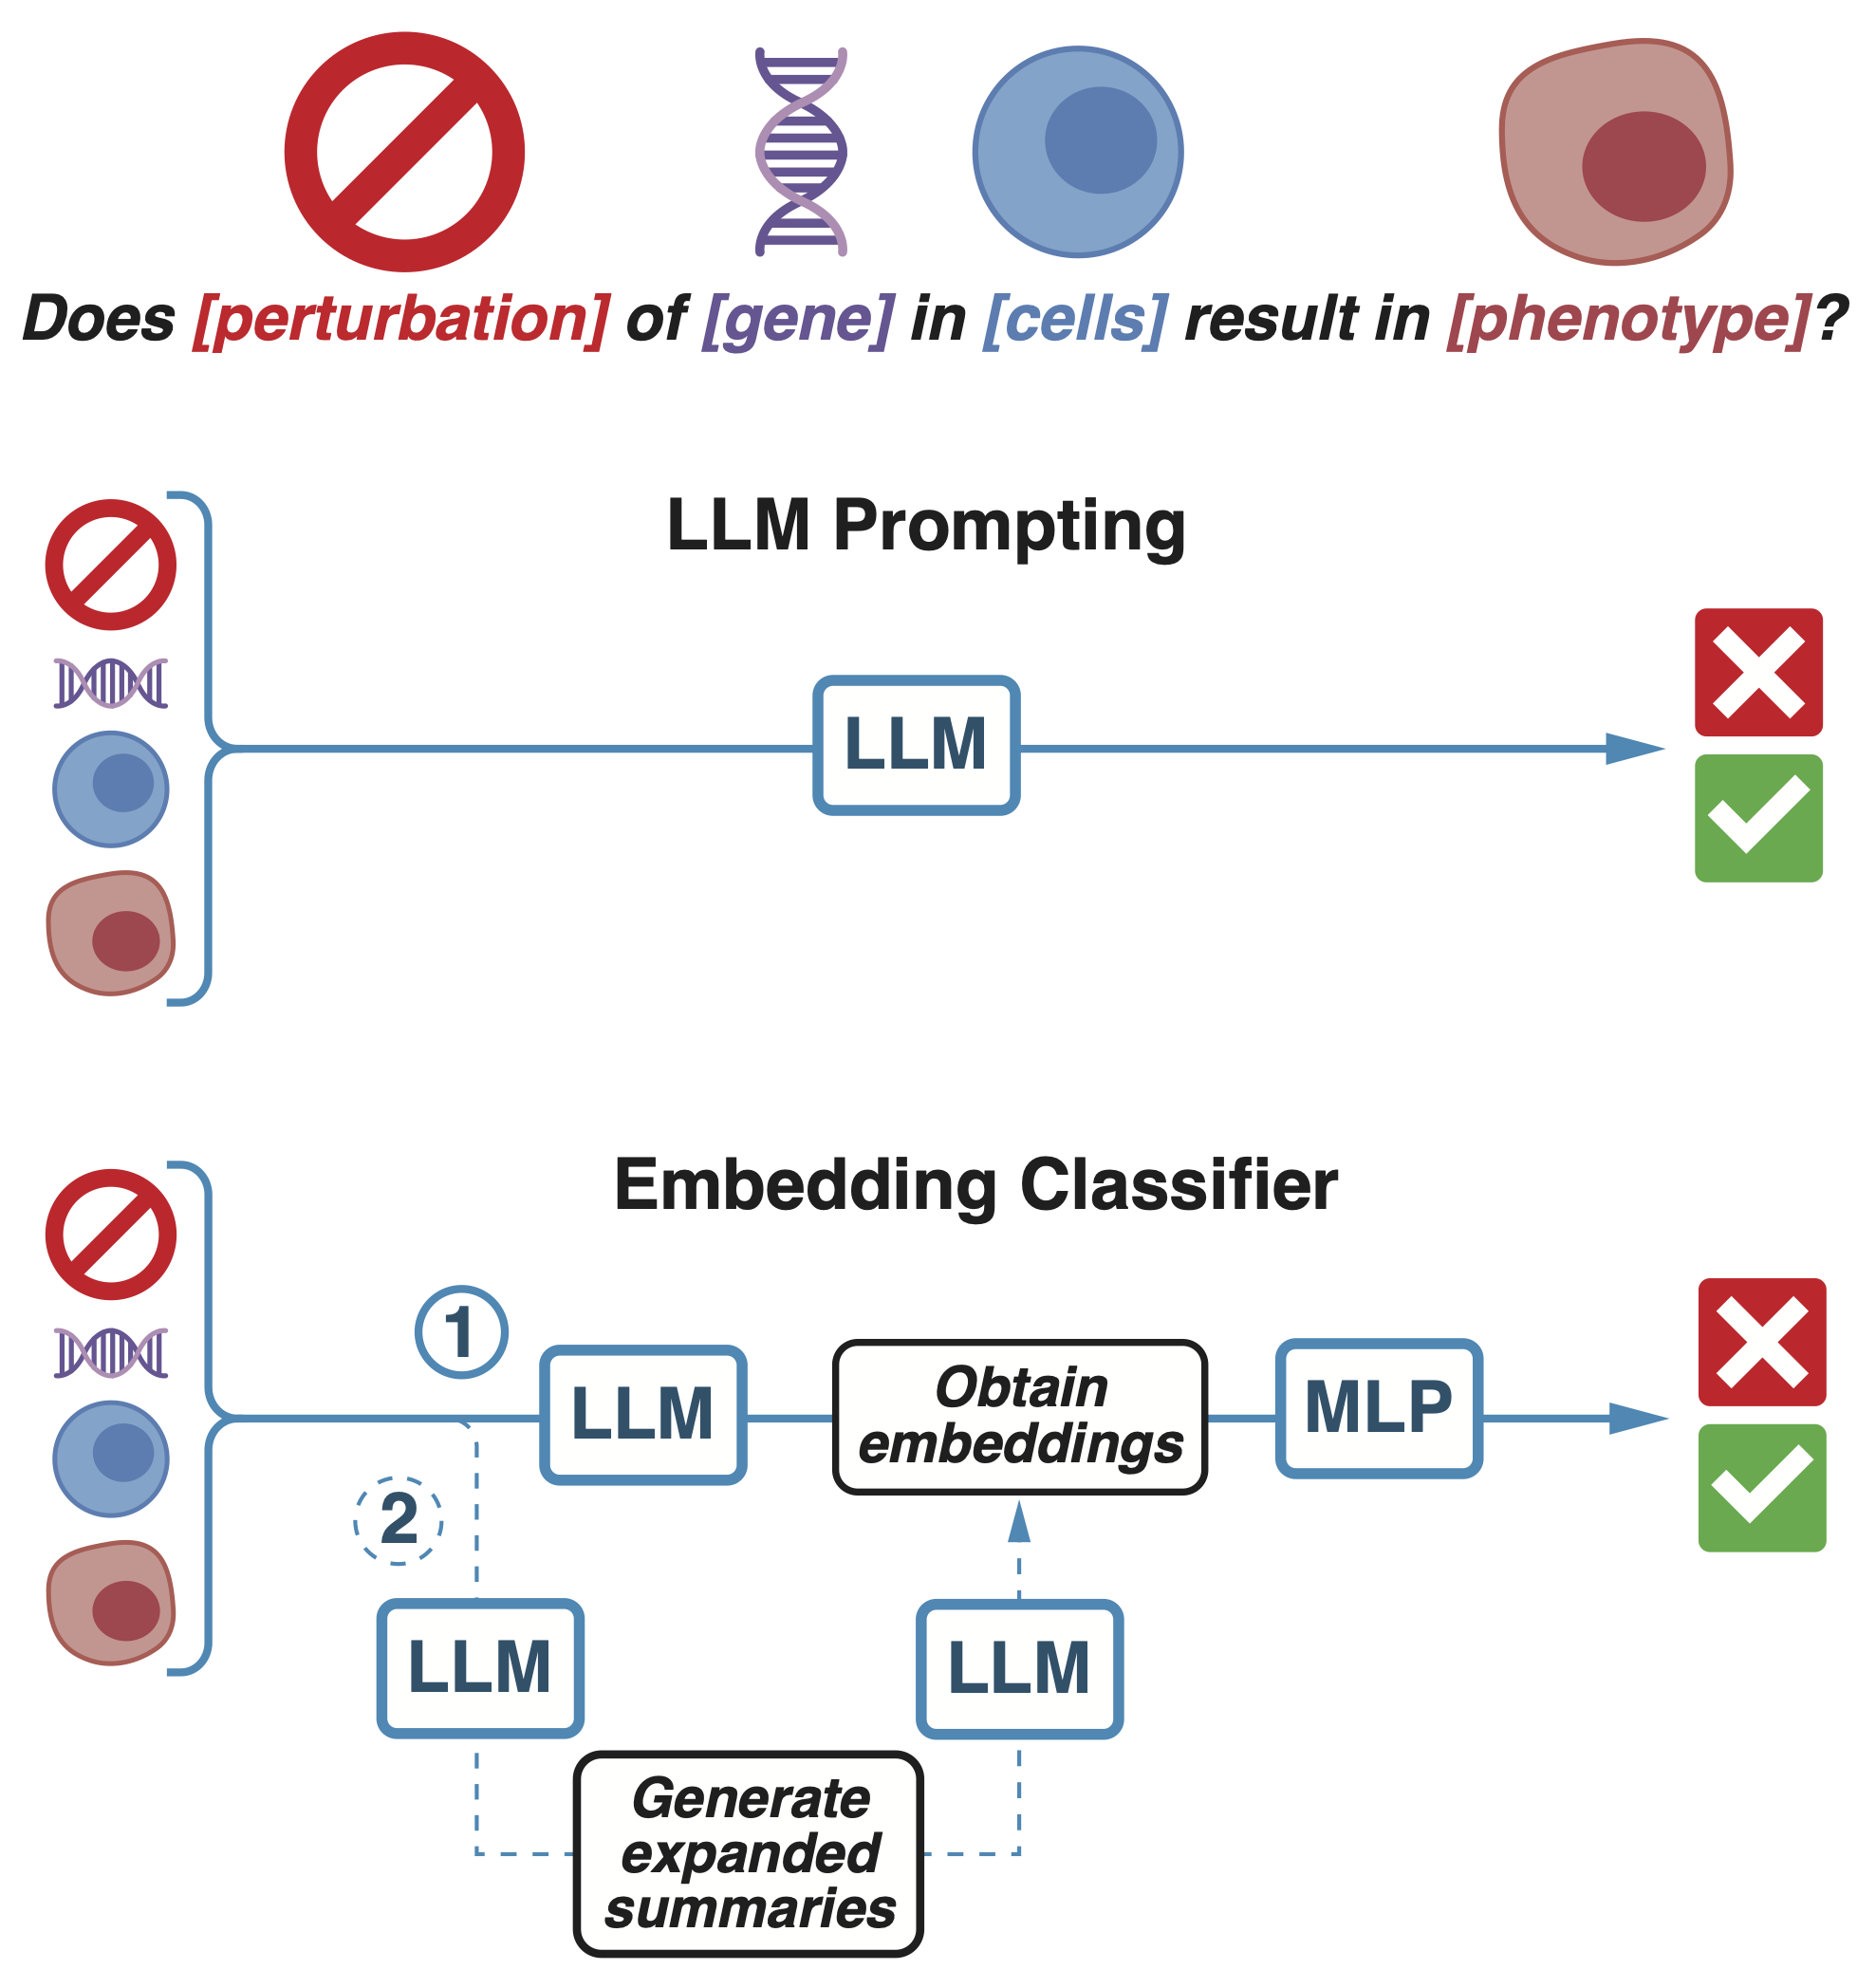 Does [perturbation] of [gene] in [cells] result in [phenotype]?
LLM Prompting
LLM
Embedding Classifier
1
LLM
Obtain
embeddings
MLP
2
LLM
LLM
Generate
expanded
summaries